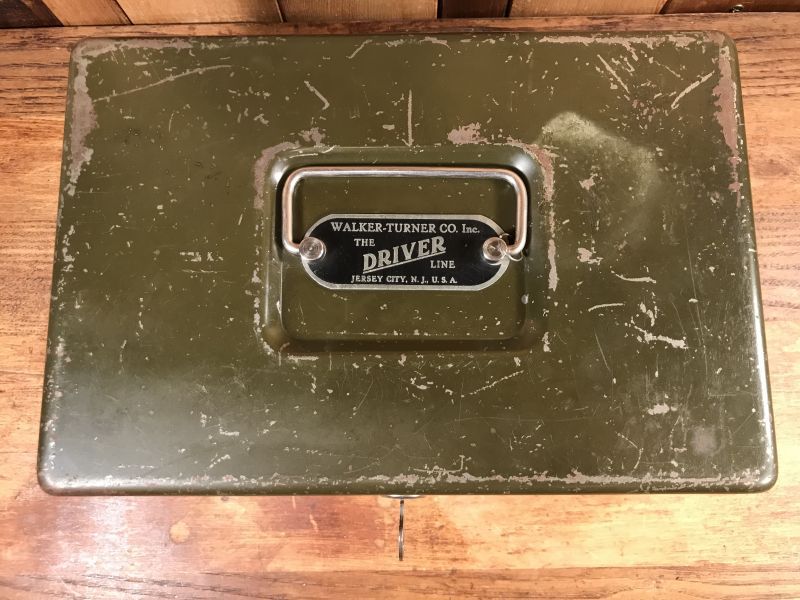 WALKER-TURNER CO. Inc.
THE
DRIVER
LINE
JERSEY CITY, N. J., U. S. A.